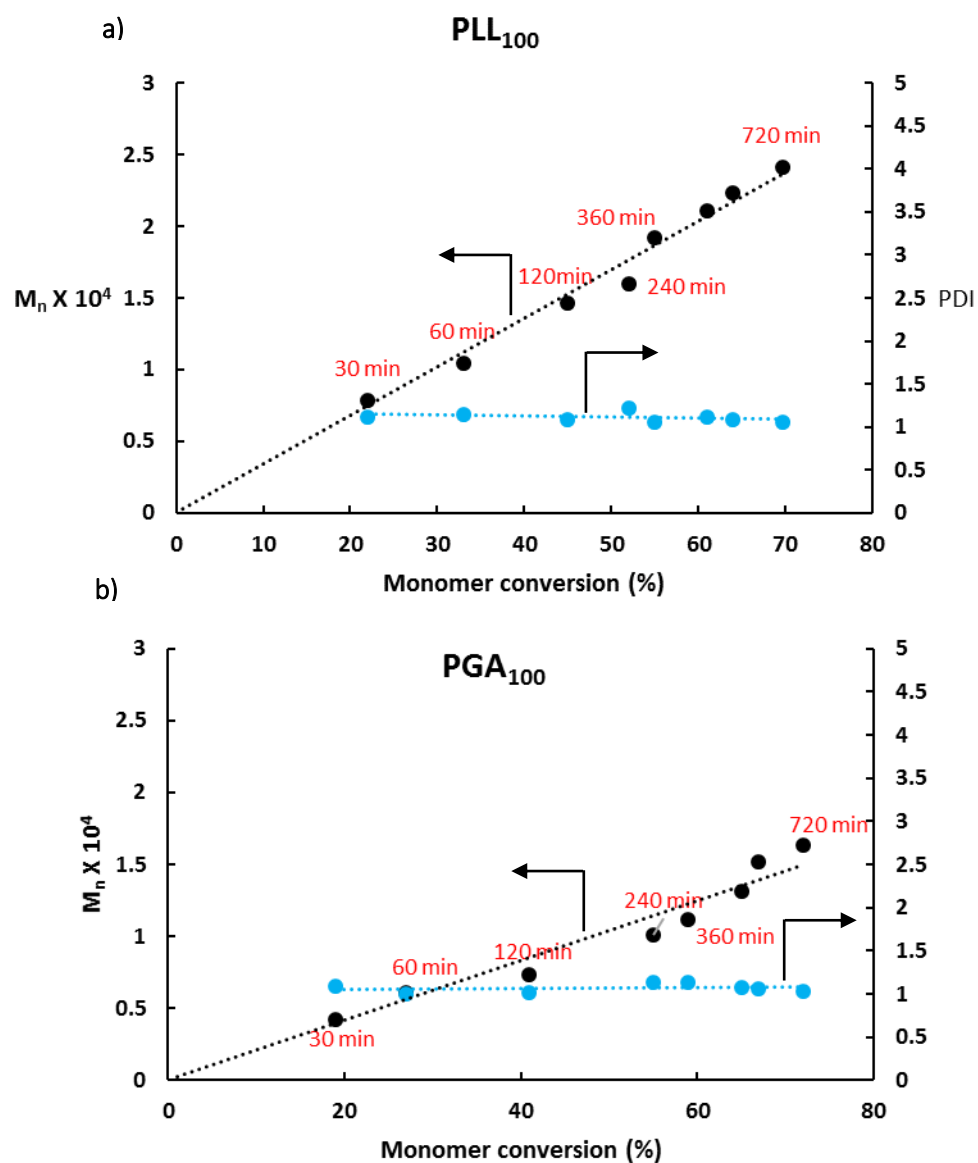 a)
PLL100
3
2.5
2
1.5
1
0.5
0
Mn X 10⁴
5
4.5
4
3.5
3
2.5
2
1.5
1
0.5
0
PDI
720 min
360 min
120min
240 min
60 min
30 min
0 10 20 30 40 50 60 70 80
Monomer conversion (%)
b)
PGA100
3
2.5
2
1.5
1
0.5
0
Mn X 10⁴
5
4.5
4
3.5
3
2.5
2
1.5
1
0.5
0
720 min
240 min
360 min
120 min
60 min
30 min
0 20 40 60 80
Monomer conversion (%)